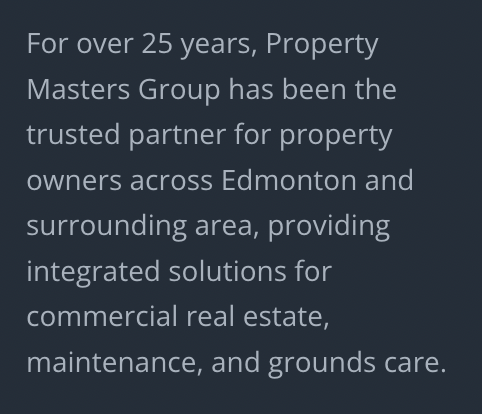 For over 25 years, Property
Masters Group has been the
trusted partner for property
owners across Edmonton and
surrounding area, providing
integrated solutions for
commercial real estate,
maintenance, and grounds care.